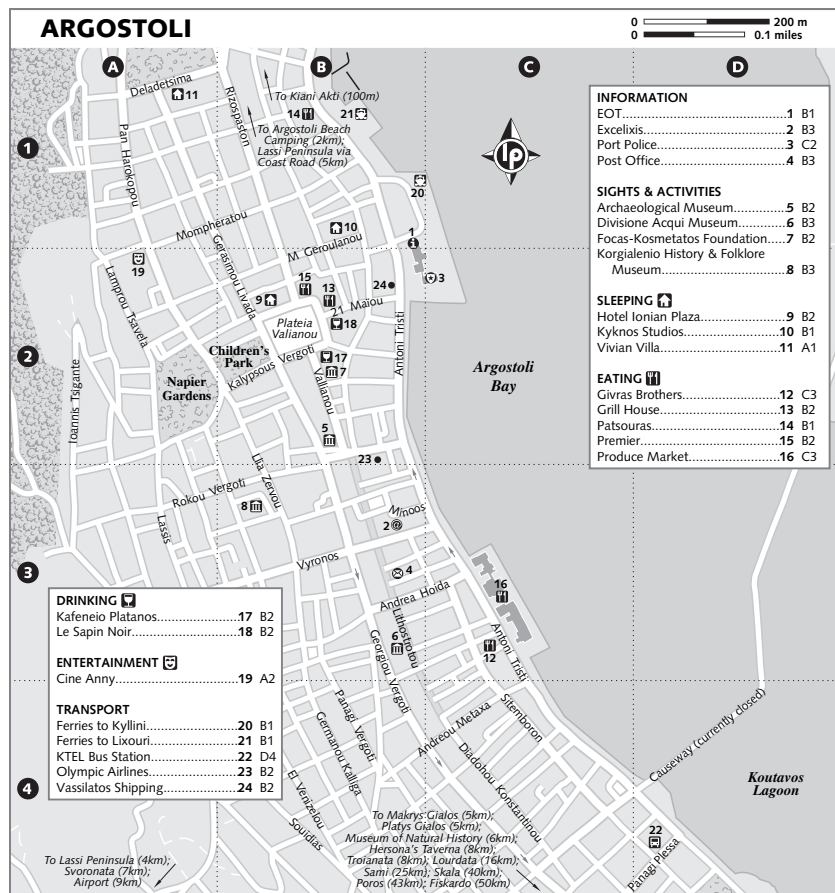 ARGOSTOLI
0 200 m
0 0.1 miles
A
B
C
D
1
2
3
4
Deladetsima
11
Rizospaston
To Kiani Akti (100m)
14
21
To Argostoli Beach
Camping (2km);
Lassi Peninsula via
Coast Road (5km)
Pan Harokopou
lp
20
Mompheratou
10
1
M. Geroulanou
19
Gerasimou Livada
3
15
24
13
9
21 Maïou
Lamprou Tsavela
Plateia
Valianou
18
Antoni Tristi
Children's
Park
Kalypsous Vergoti
17
7
Vallianou
Napier
Gardens
Ioannis Tsigante
Argostoli
Bay
5
23
Lila Zervou
Rokou Vergoti
8
Lassis
Minoos
2
Vyronos
4
16
Andrea Hoida
Lithostrotou
6
12
Antoni Tristi
Georgiou Vergoti
Sitemboron
Panagi Vergoti
Andreou Metaxa
Germanou Kalliga
Diadohou Konstantinou
El Venizelou
Souidias
Causeway (currently closed)
Koutavos
Lagoon
22
Panagi Plessa
To Makrys Gialos (5km);
Platys Gialos (5km);
Museum of Natural History (6km);
Hersona's Taverna (8km);
Troianata (8km); Lourdata (16km);
Sami (25km); Skala (40km);
Poros (43km); Fiskardo (50km)
To Lassi Peninsula (4km);
Svoronata (7km);
Airport (9km)
INFORMATION
EOT 1 B1
Excelixis 2 B3
Port Police 3 C2
Post Office 4 B3
SIGHTS & ACTIVITIES
Archaeological Museum 5 B2
Divisione Acqui Museum 6 B3
Focas-Kosmetatos Foundation 7 B2
Korgialenio History & Folklore
Museum 8 B3
SLEEPING
Hotel Ionian Plaza 9 B2
Kyknos Studios 10 B1
Vivian Villa 11 A1
EATING
Givras Brothers 12 C3
Grill House 13 B2
Patsouras 14 B1
Premier 15 B2
Produce Market 16 C3
DRINKING
Kafeneio Platanos 17 B2
Le Sapin Noir 18 B2
ENTERTAINMENT
Cine Anny 19 A2
TRANSPORT
Ferries to Kyllini 20 B1
Ferries to Lixouri 21 B1
KTEL Bus Station 22 D4
Olympic Airlines 23 B2
Vassilatos Shipping 24 B2